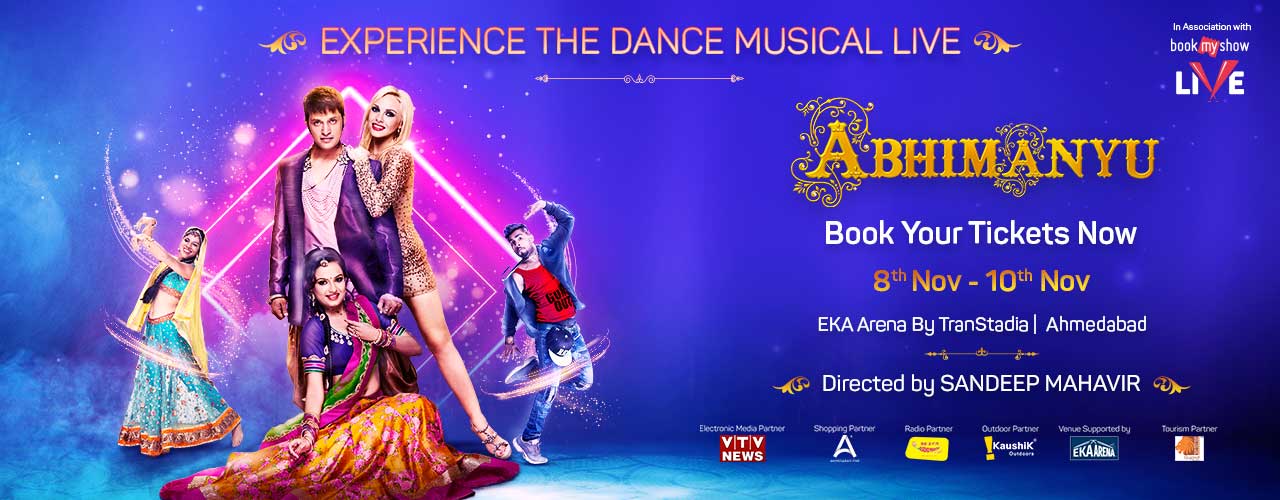 EXPERIENCE THE DANCE MUSICAL LIVE
In Association with
book my show
LIVE
ABHIMANYU
Book Your Tickets Now
8th Nov - 10th Nov
EKA Arena By TranStadia | Ahmedabad
Directed by SANDEEP MAHAVIR
Electronic Media Partner
VTV
NEWS
Shopping Partner
A
Radio Partner
Outdoor Partner
KaushiK
Outdoors
Venue Supported by
EKA ARENA
Tourism Partner